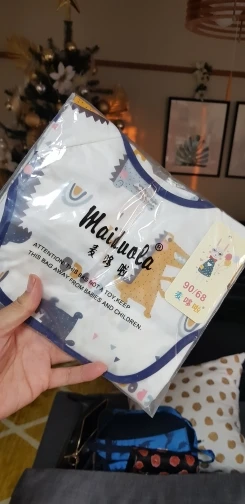 Mailuola®
麦哆啦
ATTENTION:THIS BAG NOT A TOY.KEEP
THIS BAG AWAY FROM BABIES AND CHILDREN.
90/68
麦哆啦